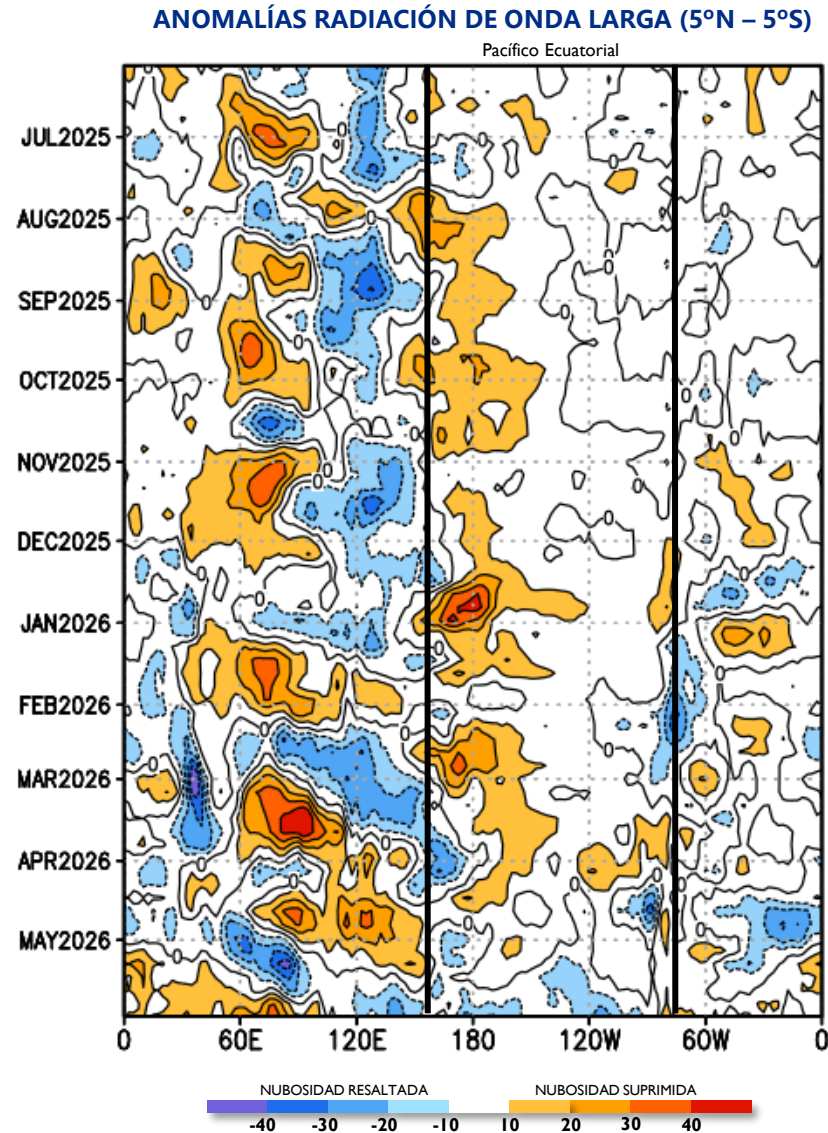 ANOMALÍAS RADIACIÓN DE ONDA LARGA (5ºN – 5ºS)
Pacífico Ecuatorial
JUL2025
AUG2025
SEP2025
OCT2025
NOV2025
DEC2025
JAN2026
FEB2026
MAR2026
APR2026
MAY2026
0 60E 120E 180 120W 60W 0
NUBOSIDAD RESALTADA NUBOSIDAD SUPRIMIDA
-40 -30 -20 -10 10 20 30 40